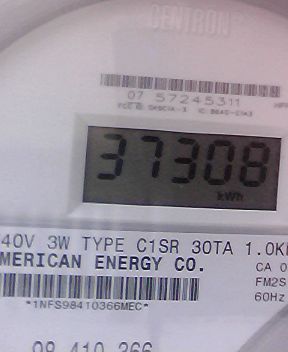 CENTRON
07 57245311
37308
kWh
40V 3W TYPE C1SR 30TA 1.0K
MERICAN ENERGY CO.
CA 0
FM2S
60Hz
*1NFS98410366MEC*
98 410 366